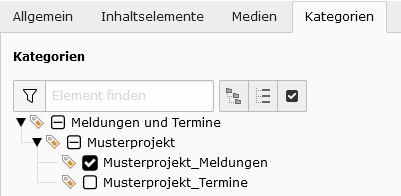 Allgemein Inhaltselemente Medien Kategorien
Kategorien
Element finden
Meldungen und Termine
Musterprojekt
Musterprojekt_Meldungen
Musterprojekt_Termine